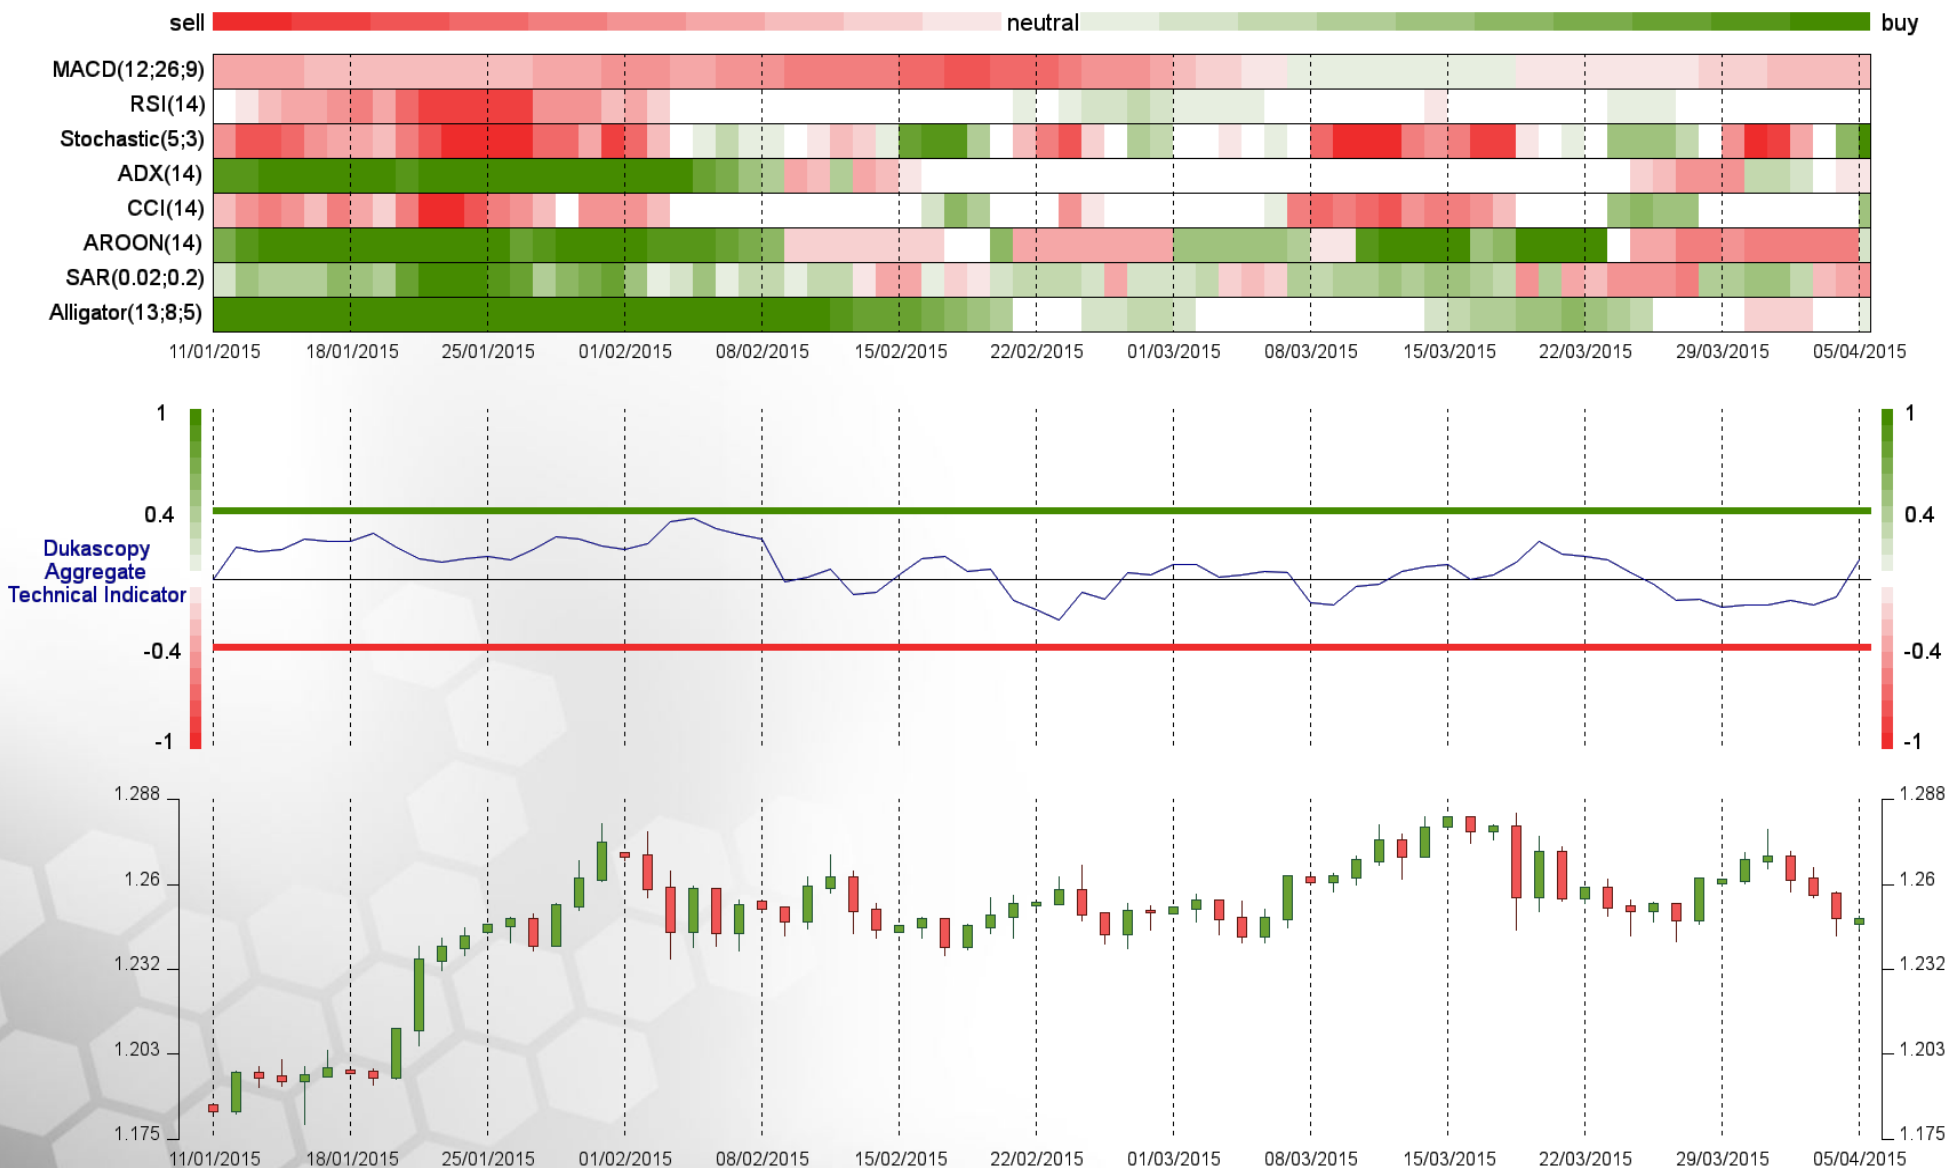 sell neutral buy
MACD(12;26;9)
RSI(14)
Stochastic(5;3)
ADX(14)
CCI(14)
AROON(14)
SAR(0.02;0.2)
Alligator(13;8;5)
11/01/2015 18/01/2015 25/01/2015 01/02/2015 08/02/2015 15/02/2015 22/02/2015 01/03/2015 08/03/2015 15/03/2015 22/03/2015 29/03/2015 05/04/2015
1 1
0.4 0.4
Dukascopy
Aggregate
Technical Indicator
-0.4 -0.4
-1 -1
1.288 1.288
1.26 1.26
1.232 1.232
1.203 1.203
1.175 1.175
11/01/2015 18/01/2015 25/01/2015 01/02/2015 08/02/2015 15/02/2015 22/02/2015 01/03/2015 08/03/2015 15/03/2015 22/03/2015 29/03/2015 05/04/2015